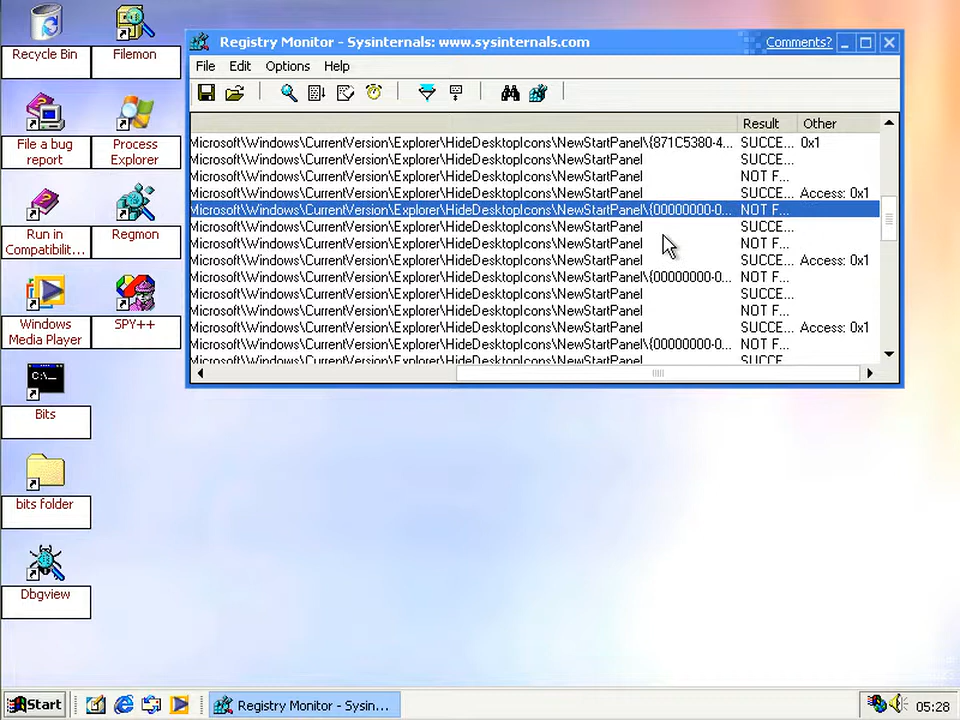 Recycle Bin
Filemon
File a bug
report
Process
Explorer
Run in
Compatibilit...
Regmon
Windows
Media Player
SPY++
C:\_
Bits
bits folder
Dbgview
Registry Monitor - Sysinternals: www.sysinternals.com
Comments?
File Edit Options Help
Result Other
Microsoft\Windows\CurrentVersion\Explorer\HideDesktopIcons\NewStartPanel\{871C5380-4... SUCCE... 0x1
Microsoft\Windows\CurrentVersion\Explorer\HideDesktopIcons\NewStartPanel SUCCE...
Microsoft\Windows\CurrentVersion\Explorer\HideDesktopIcons\NewStartPanel NOT F...
Microsoft\Windows\CurrentVersion\Explorer\HideDesktopIcons\NewStartPanel SUCCE... Access: 0x1
Microsoft\Windows\CurrentVersion\Explorer\HideDesktopIcons\NewStartPanel\{00000000-0... NOT F...
Microsoft\Windows\CurrentVersion\Explorer\HideDesktopIcons\NewStartPanel SUCCE...
Microsoft\Windows\CurrentVersion\Explorer\HideDesktopIcons\NewStartPanel NOT F...
Microsoft\Windows\CurrentVersion\Explorer\HideDesktopIcons\NewStartPanel SUCCE... Access: 0x1
Microsoft\Windows\CurrentVersion\Explorer\HideDesktopIcons\NewStartPanel\{00000000-0... NOT F...
Microsoft\Windows\CurrentVersion\Explorer\HideDesktopIcons\NewStartPanel SUCCE...
Microsoft\Windows\CurrentVersion\Explorer\HideDesktopIcons\NewStartPanel NOT F...
Microsoft\Windows\CurrentVersion\Explorer\HideDesktopIcons\NewStartPanel SUCCE... Access: 0x1
Microsoft\Windows\CurrentVersion\Explorer\HideDesktopIcons\NewStartPanel\{00000000-0... NOT F...
Microsoft\Windows\CurrentVersion\Explorer\HideDesktopIcons\NewStartPanel SUCCE...
Start
Registry Monitor - Sysin...
05:28